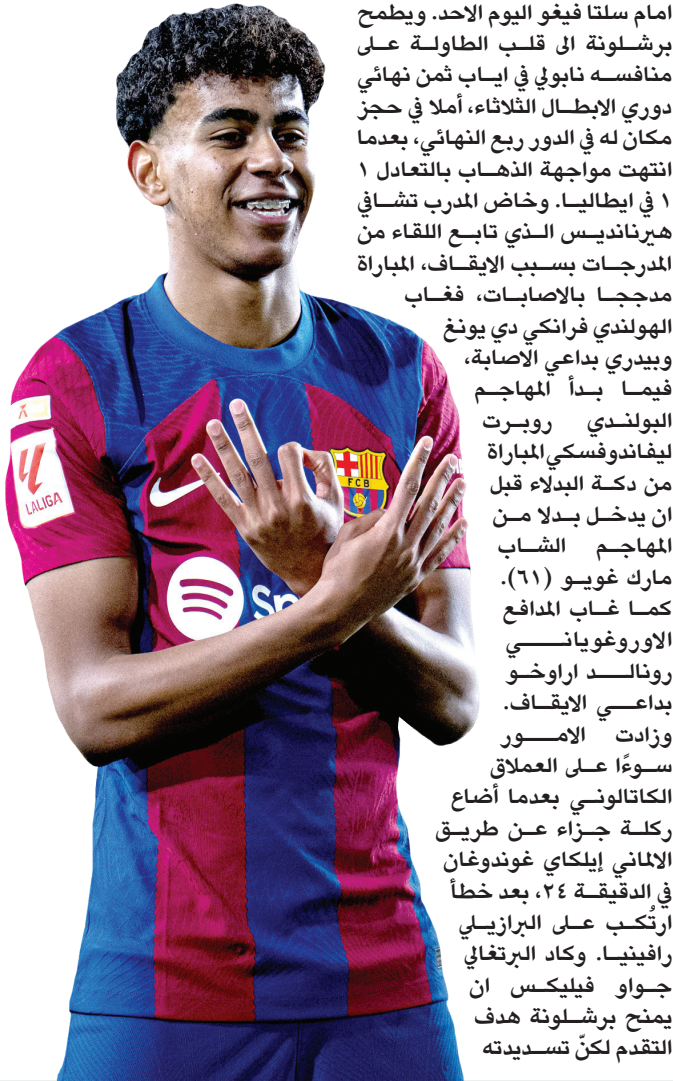 امام سلتا فيغو اليوم الاحد. ويطمح
برشلونة الى قلب الطاولة على
منافسه نابولي في اياب ثمن نهائي
دوري الابطال الثلاثاء، أملا في حجز
مكان له في الدور ربع النهائي، بعدما
انتهت مواجهة الذهاب بالتعادل ١
١ في ايطاليا. وخاض المدرب تشافي
هيرنانديس الذي تابع اللقاء من
المدرجات بسبب الايقاف، المباراة
مدججا بالاصابات، فغاب
الهولندي فرانكي دي يونغ
وبيدري بداعي الاصابة،
فيما بدأ المهاجم
البولندي روبرت
ليفاندوفسكي المباراة
من دكة البدلاء قبل
ان يدخل بدلا من
المهاجم الشاب
مارك غويو (٦١).
كما غاب المدافع
الاوروغوياني
رونالد اراوخو
بداعي الايقاف.
وزادت الامور
سوءًا على العملاق
الكاتالوني بعدما أضاع
ركلة جزاء عن طريق
الالماني إيلكاي غوندوغان
في الدقيقة ٢٤، بعد خطأ
ارتُكب على البرازيلي
رافينيا. وكاد البرتغالي
جواو فيليكس ان
يمنح برشلونة هدف
التقدم لكنّ تسديدته
LALIGA
FCB
Sp